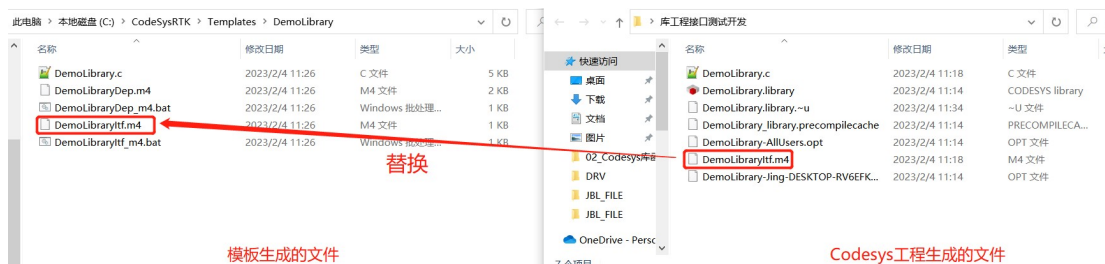 此电脑 > 本地磁盘 (C:) > CodeSysRTK > Templates > DemoLibrary
名称 修改日期 类型 大小
DemoLibrary.c 2023/2/4 11:26 C 文件 5 KB
DemoLibraryDep.m4 2023/2/4 11:26 M4 文件 2 KB
DemoLibraryDep_m4.bat 2023/2/4 11:26 Windows 批处理... 1 KB
DemoLibraryItf.m4 2023/2/4 11:26 M4 文件 1 KB
DemoLibraryItf_m4.bat 2023/2/4 11:26 Windows 批处理... 1 KB
替换
模板生成的文件
> 库工程接口测试开发
快速访问
桌面
下载
文档
图片
02_Codesys库
DRV
JBL_FILE
JBL_FILE
OneDrive - Persc
名称 修改日期 类型
DemoLibrary.c 2023/2/4 11:18 C 文件
DemoLibrary.library 2023/2/4 11:14 CODESYS library
DemoLibrary.library.~u 2023/2/4 11:34 ~U 文件
DemoLibrary_library.precompilecache 2023/2/4 11:14 PRECOMPILECA...
DemoLibrary-AllUsers.opt 2023/2/4 11:14 OPT 文件
DemoLibraryItf.m4 2023/2/4 11:18 M4 文件
DemoLibrary-Jing-DESKTOP-RV6EFK... 2023/2/4 11:14 OPT 文件
Codesys工程生成的文件